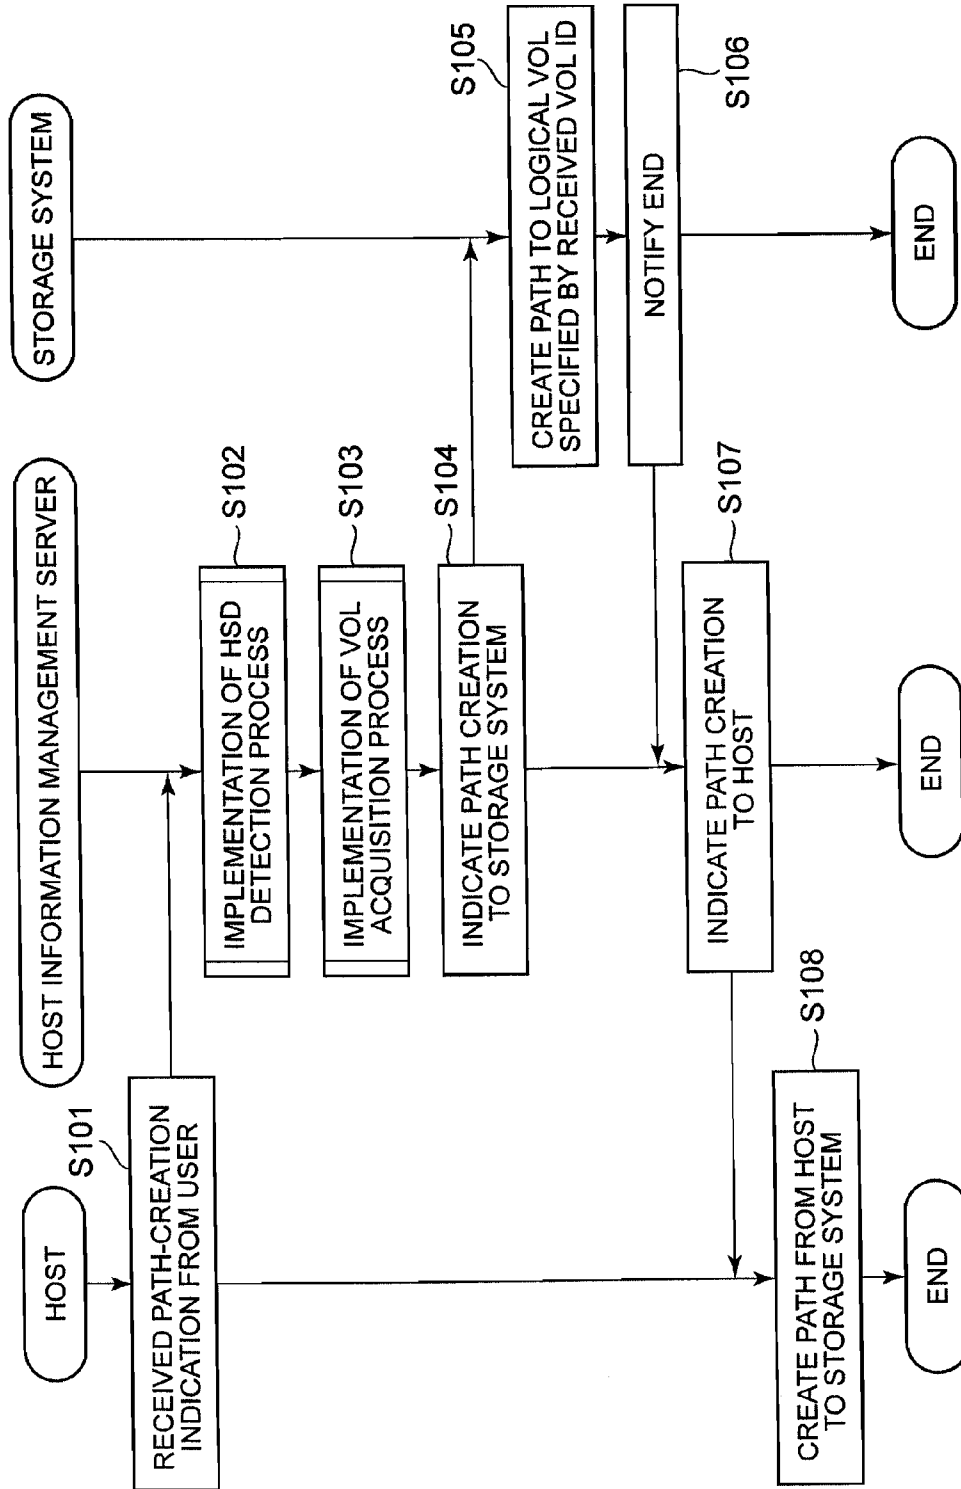 HOST
HOST INFORMATION MANAGEMENT SERVER
STORAGE SYSTEM
S101
RECEIVED PATH-CREATION
INDICATION FROM USER
S102
IMPLEMENTATION OF HSD
DETECTION PROCESS
S103
IMPLEMENTATION OF VOL
ACQUISITION PROCESS
S104
INDICATE PATH CREATION
TO STORAGE SYSTEM
S105
CREATE PATH TO LOGICAL VOL
SPECIFIED BY RECEIVED VOL ID
S106
NOTIFY END
S107
INDICATE PATH CREATION
TO HOST
S108
CREATE PATH FROM HOST
TO STORAGE SYSTEM
END
END
END